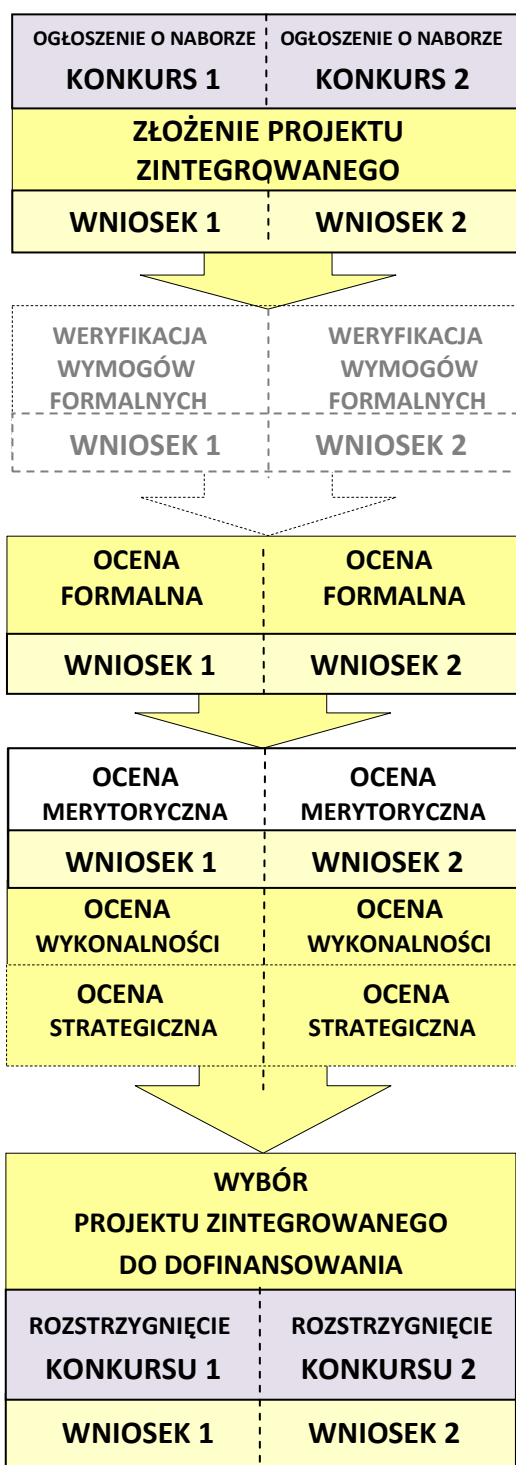 OGŁOSZENIE O NABORZE OGŁOSZENIE O NABORZE
KONKURS 1 KONKURS 2
ZŁOŻENIE PROJEKTU
ZINTEGROWANEGO
WNIOSEK 1 WNIOSEK 2
WERYFIKACJA WERYFIKACJA
WYMOGÓW WYMOGÓW
FORMALNYCH FORMALNYCH
WNIOSEK 1 WNIOSEK 2
OCENA OCENA
FORMALNA FORMALNA
WNIOSEK 1 WNIOSEK 2
OCENA OCENA
MERYTORYCZNA MERYTORYCZNA
WNIOSEK 1 WNIOSEK 2
OCENA OCENA
WYKONALNOŚCI WYKONALNOŚCI
OCENA OCENA
STRATEGICZNA STRATEGICZNA
WYBÓR
PROJEKTU ZINTEGROWANEGO
DO DOFINANSOWANIA
ROZSTRZYGNIĘCIE ROZSTRZYGNIĘCIE
KONKURSU 1 KONKURSU 2
WNIOSEK 1 WNIOSEK 2